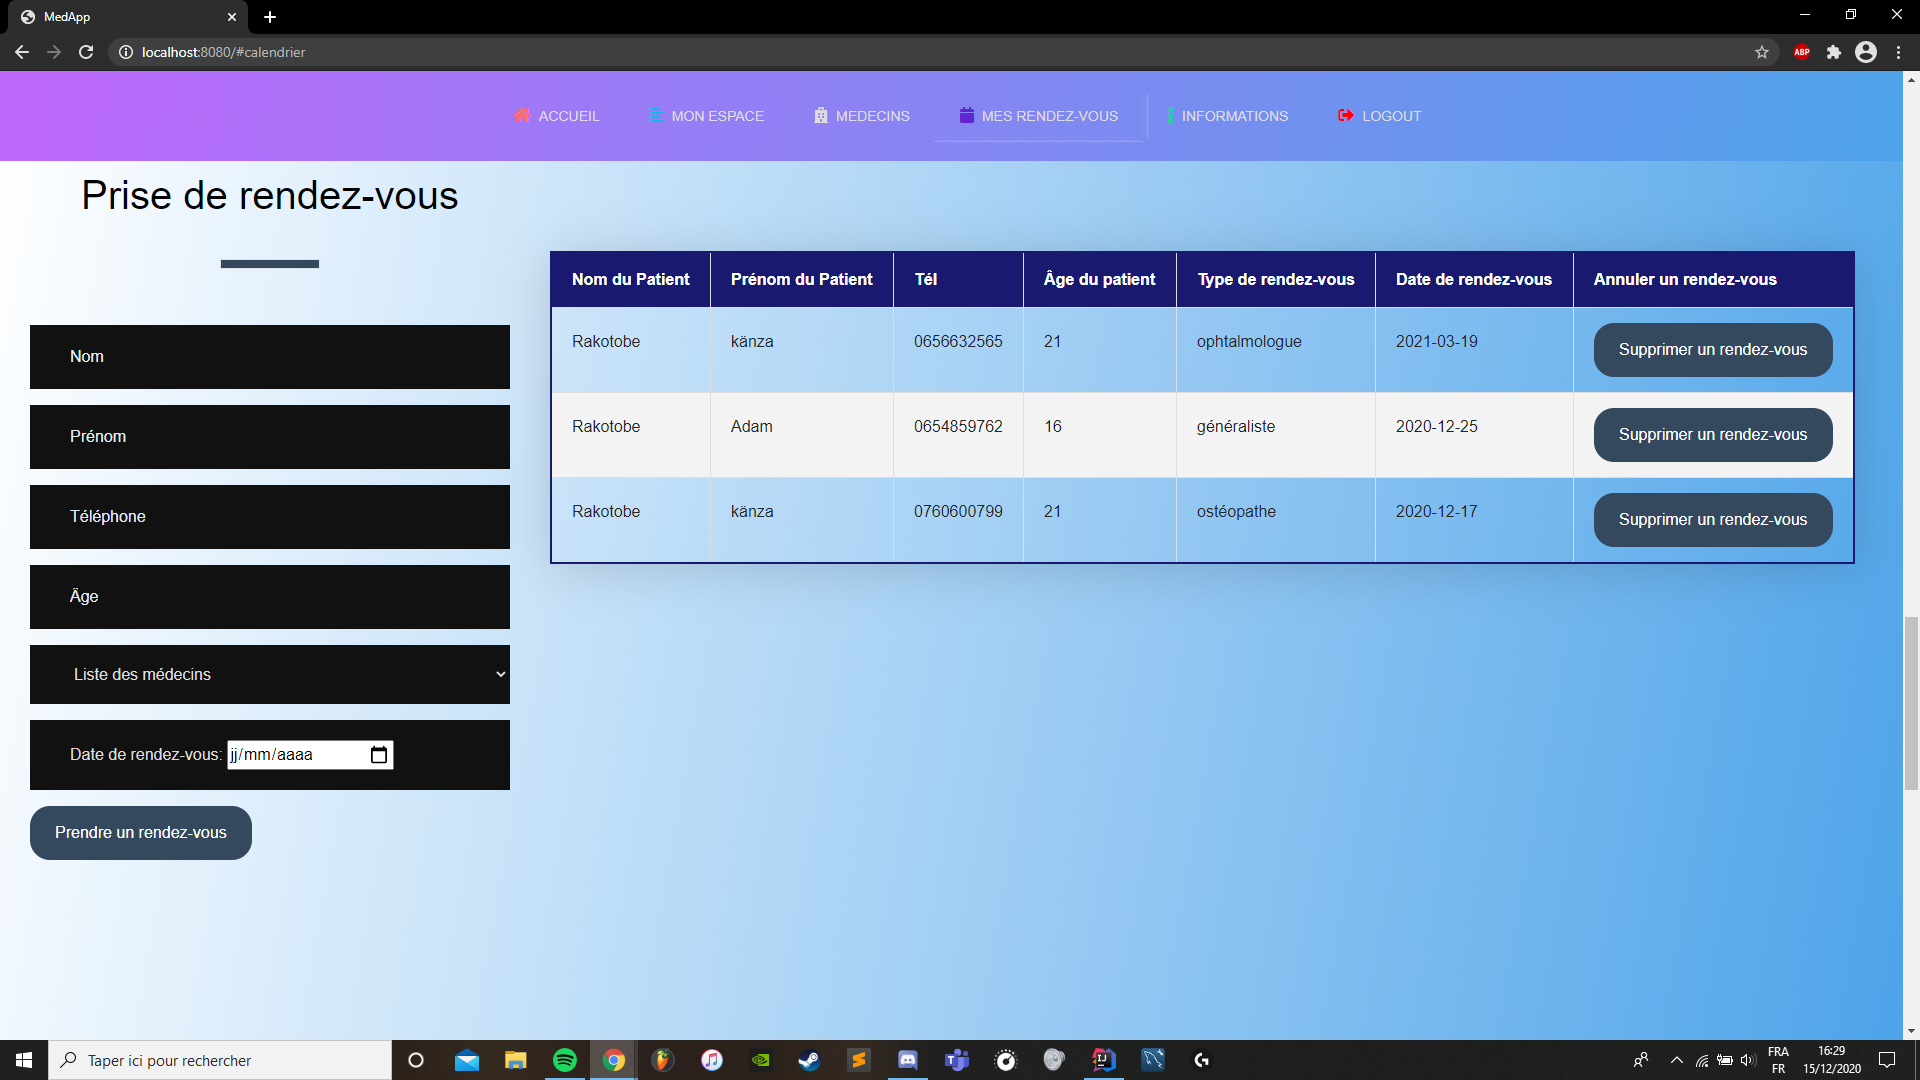 MedApp
localhost:8080/#calendrier
ABP
ACCUEIL MON ESPACE MEDECINS MES RENDEZ-VOUS INFORMATIONS LOGOUT
Prise de rendez-vous
Nom
Prénom
Téléphone
Äge
Liste des médecins
Date de rendez-vous: jj/mm/aaaa
Prendre un rendez-vous
Nom du Patient Prénom du Patient Tél Âge du patient Type de rendez-vous Date de rendez-vous Annuler un rendez-vous
Rakotobe känza 0656632565 21 ophtalmologue 2021-03-19 Supprimer un rendez-vous
Rakotobe Adam 0654859762 16 généraliste 2020-12-25 Supprimer un rendez-vous
Rakotobe känza 0760600799 21 ostéopathe 2020-12-17 Supprimer un rendez-vous
Taper ici pour rechercher
FRA
FR
16:29
15/12/2020